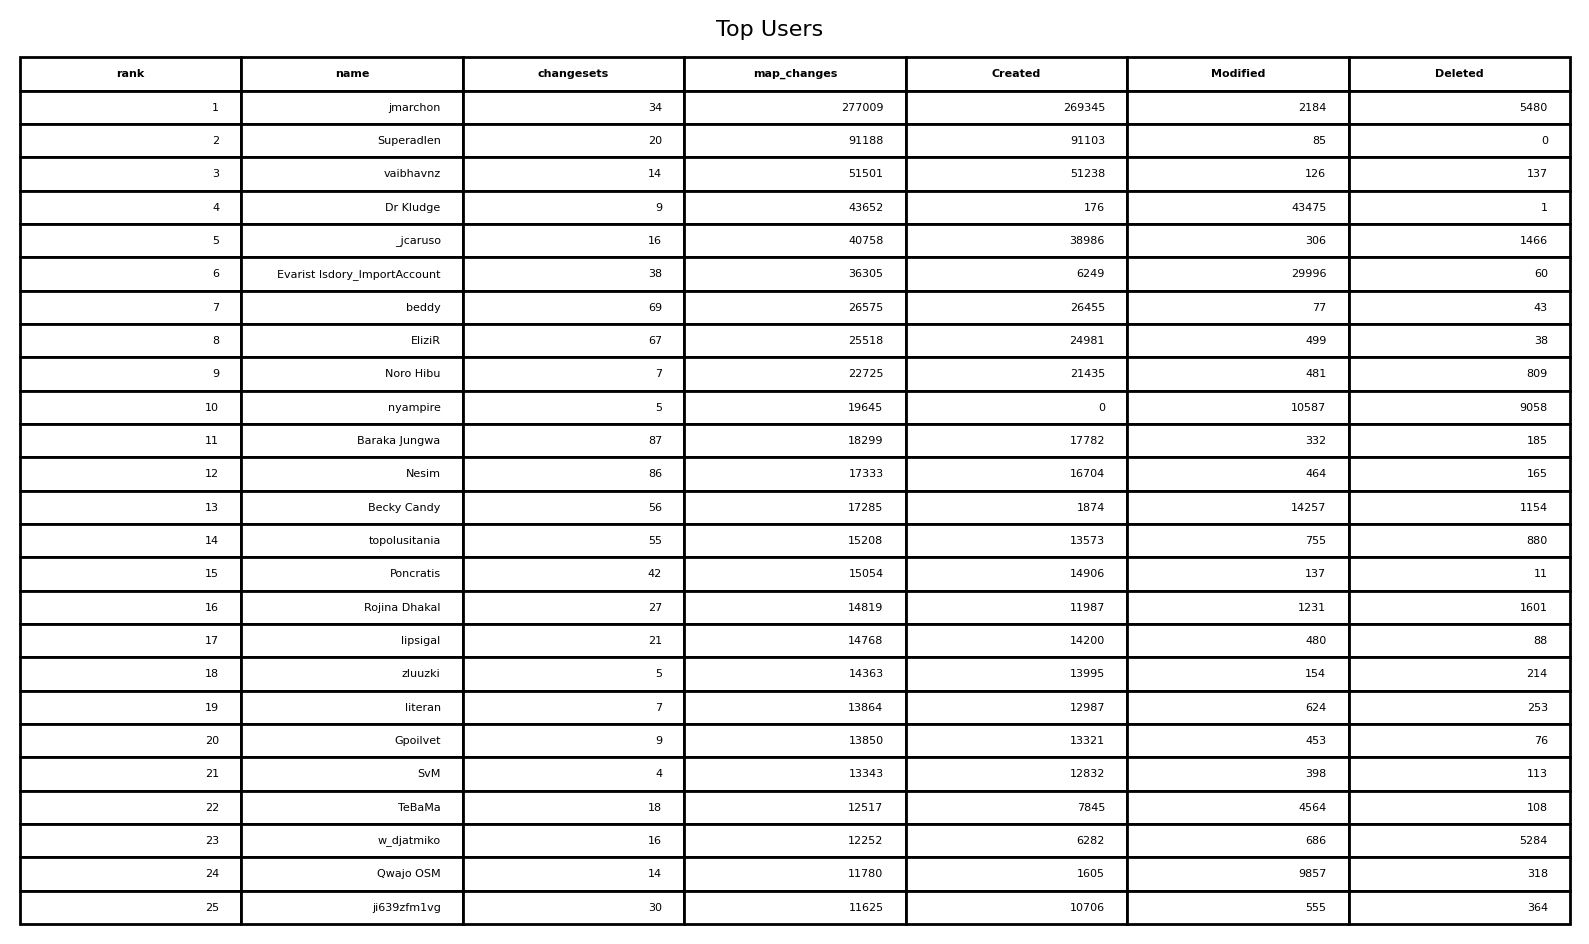 Top Users
rank name changesets map_changes Created Modified Deleted
1 jmarchon 34 277009 269345 2184 5480
2 Superadlen 20 91188 91103 85 0
3 vaibhavnz 14 51501 51238 126 137
4 Dr Kludge 9 43652 176 43475 1
5 _jcaruso 16 40758 38986 306 1466
6 Evarist Isdory_ImportAccount 38 36305 6249 29996 60
7 beddy 69 26575 26455 77 43
8 EliziR 67 25518 24981 499 38
9 Noro Hibu 7 22725 21435 481 809
10 nyampire 5 19645 0 10587 9058
11 Baraka Jungwa 87 18299 17782 332 185
12 Nesim 86 17333 16704 464 165
13 Becky Candy 56 17285 1874 14257 1154
14 topolusitania 55 15208 13573 755 880
15 Poncratis 42 15054 14906 137 11
16 Rojina Dhakal 27 14819 11987 1231 1601
17 lipsigal 21 14768 14200 480 88
18 zluuzki 5 14363 13995 154 214
19 literan 7 13864 12987 624 253
20 Gpoilvet 9 13850 13321 453 76
21 SvM 4 13343 12832 398 113
22 TeBaMa 18 12517 7845 4564 108
23 w_djatmiko 16 12252 6282 686 5284
24 Qwajo OSM 14 11780 1605 9857 318
25 ji639zfm1vg 30 11625 10706 555 364